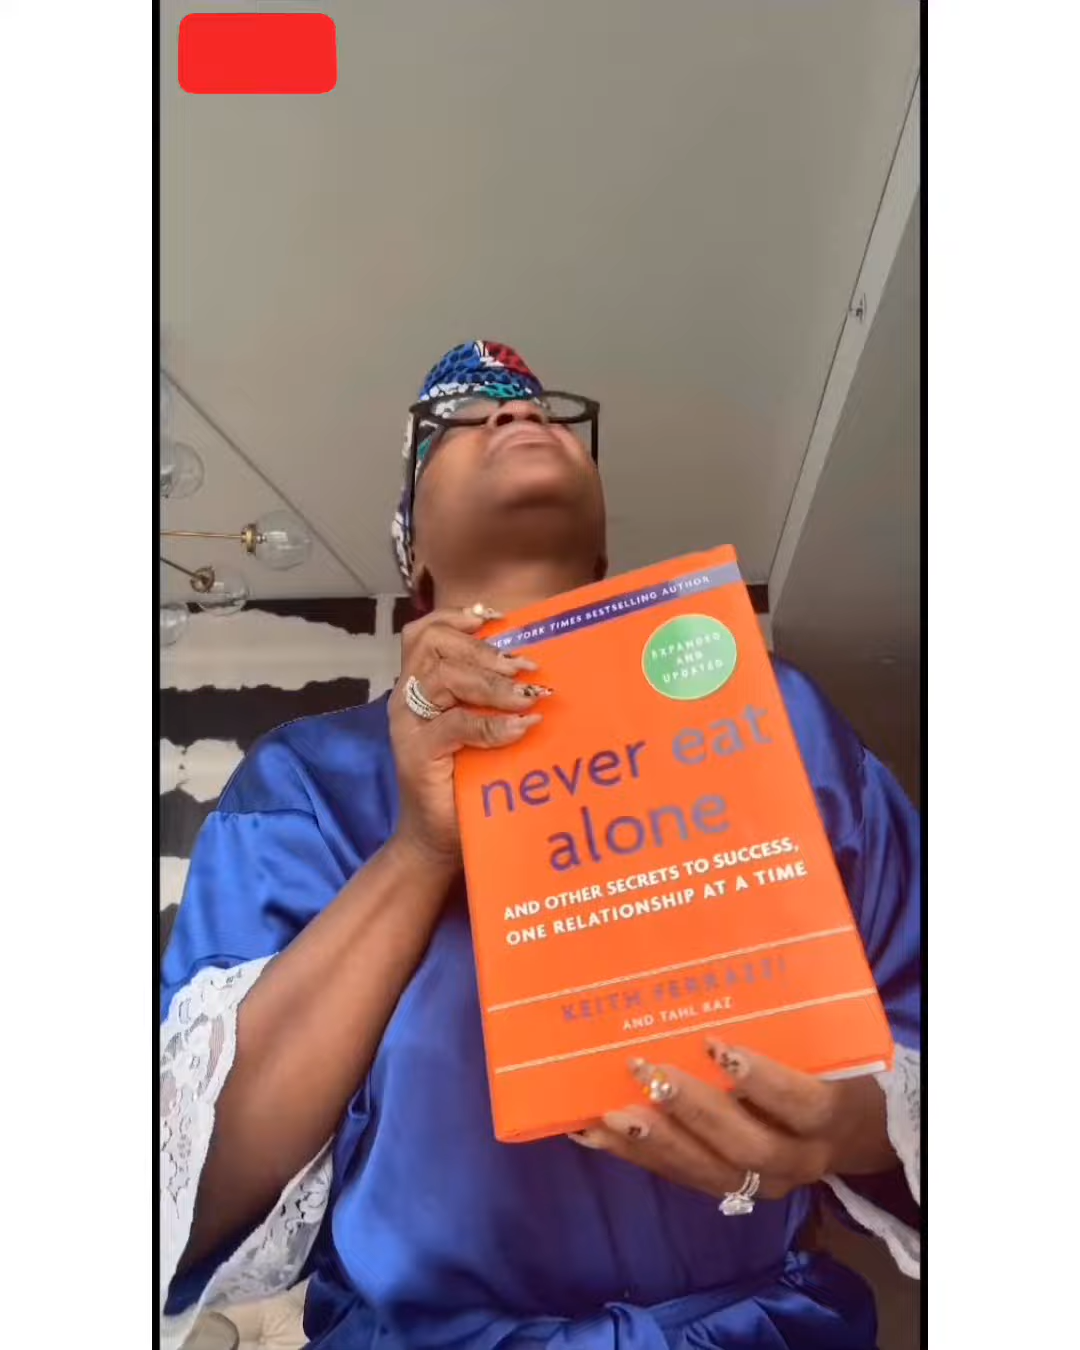 NEW YORK TIMES BESTSELLING AUTHOR
EXPANDED
AND
UPDATED
never eat
alone
AND OTHER SECRETS TO SUCCESS,
ONE RELATIONSHIP AT A TIME
KEITH FERRAZZI
AND TAHL RAZ